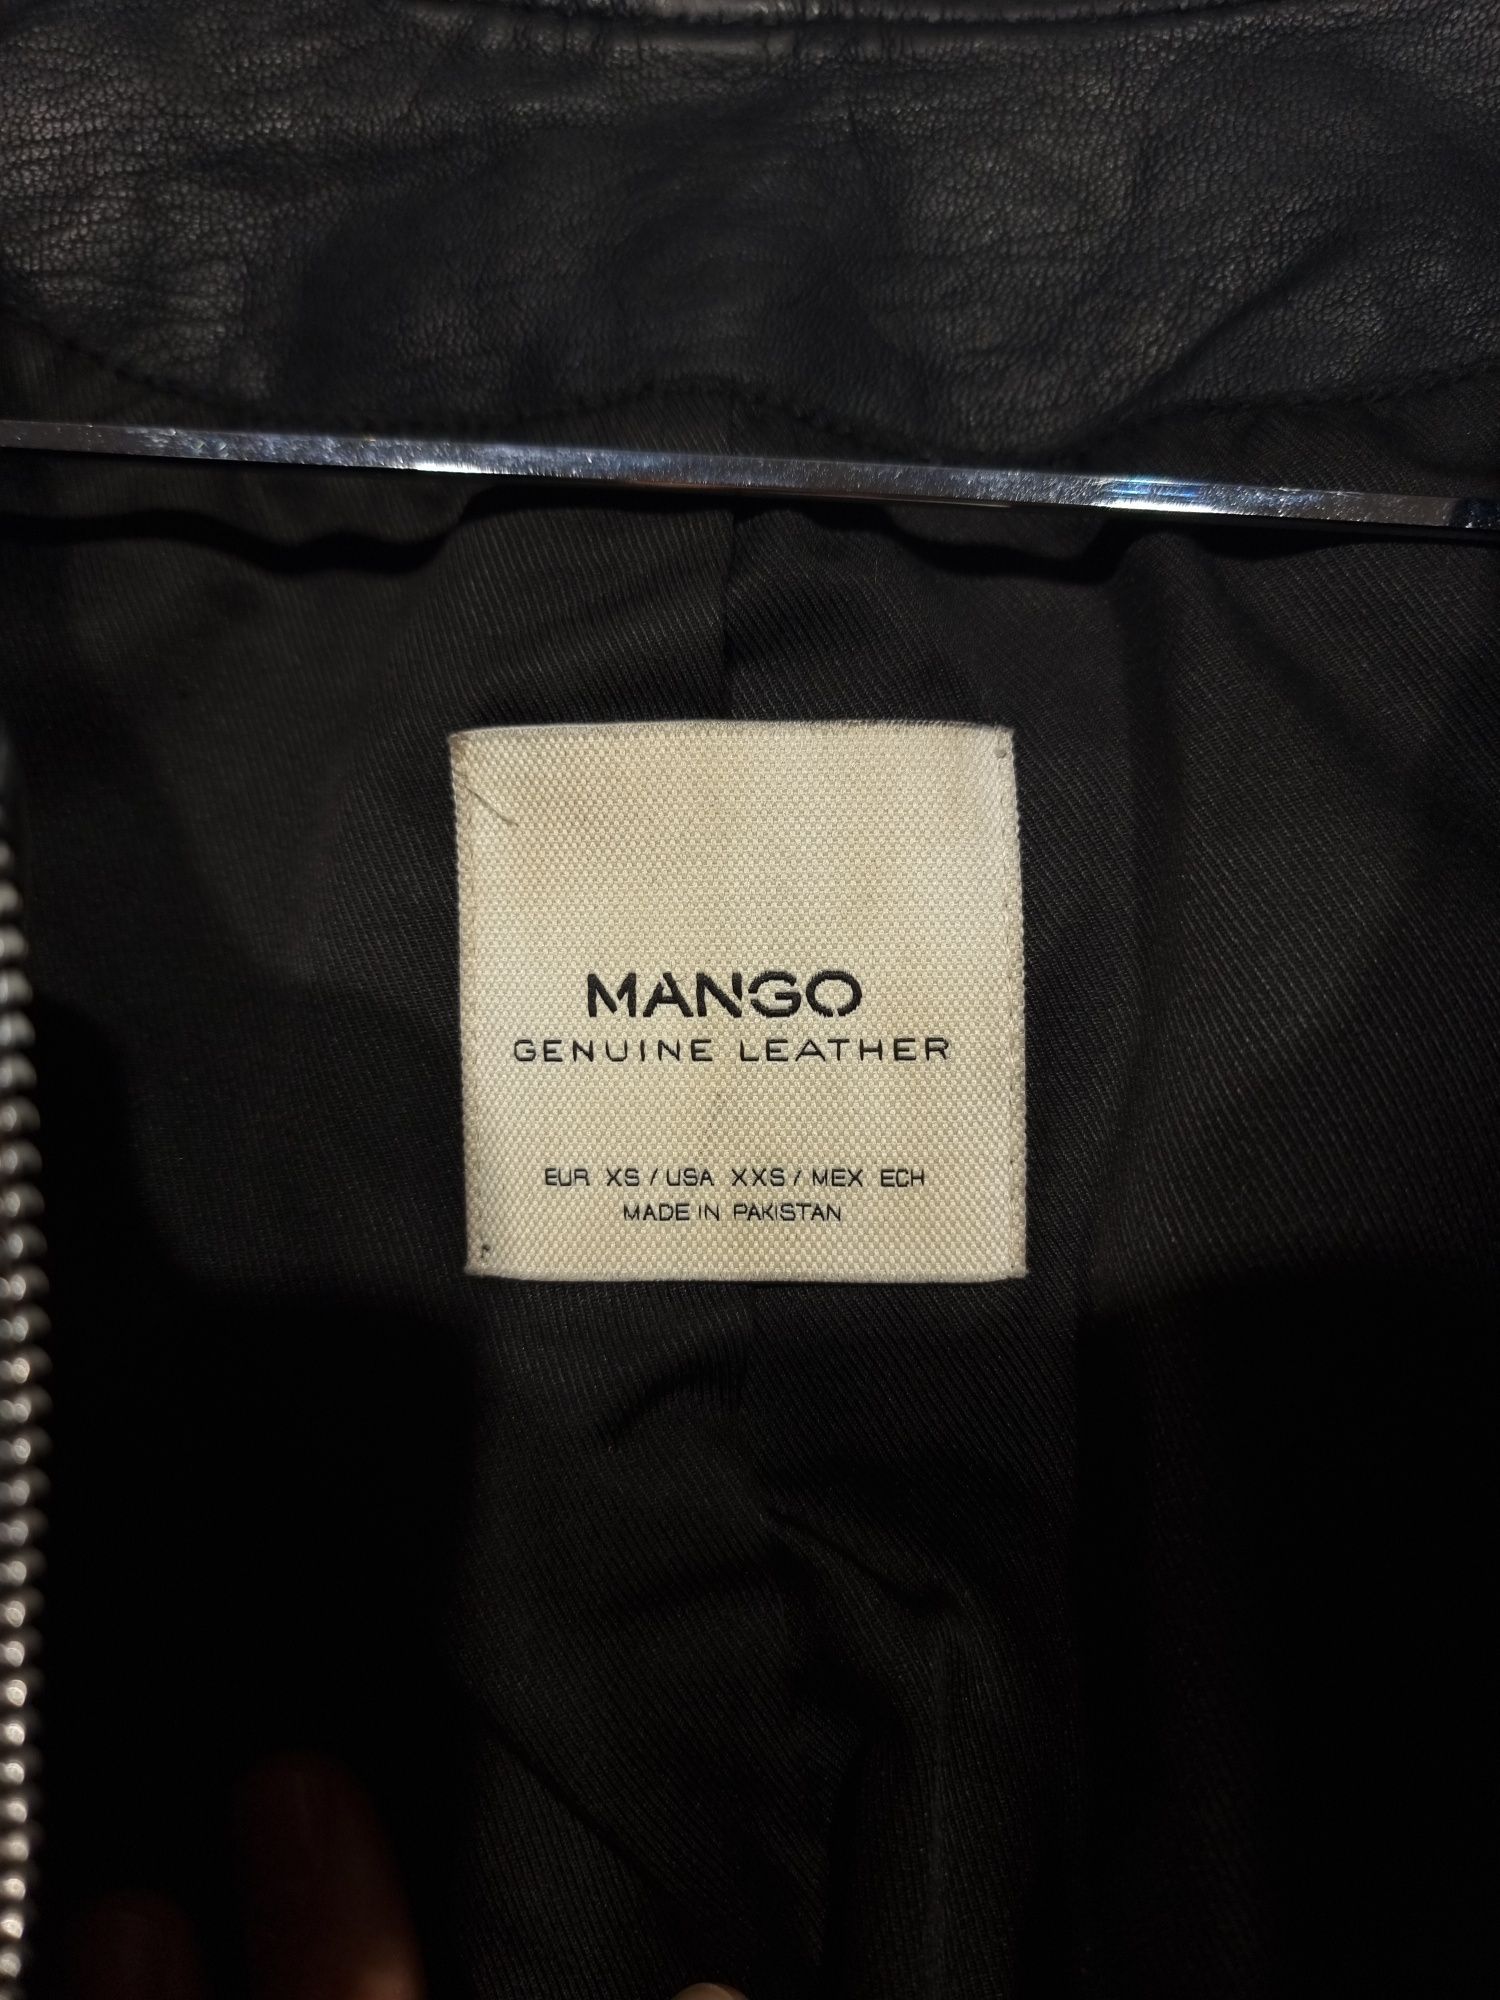 MANGO
GENUINE LEATHER
EUR XS / USA XXS / MEX ECH
MADE IN PAKISTAN